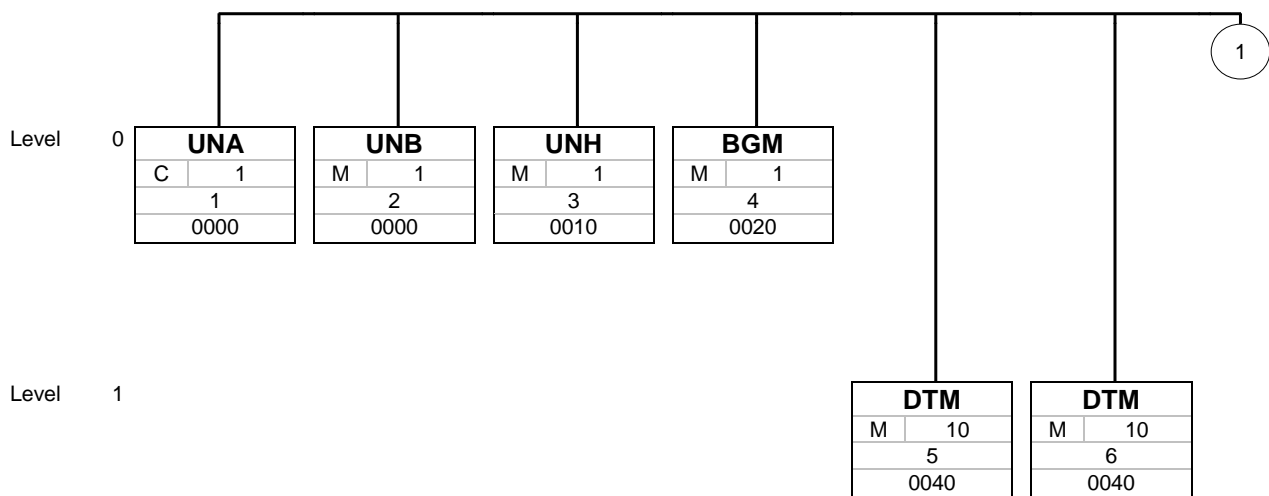 1
Level 0 UNA UNB UNH BGM
C 1 M 1 M 1 M 1
1 2 3 4
0000 0000 0010 0020
Level 1 DTM DTM
M 10 M 10
5 6
0040 0040